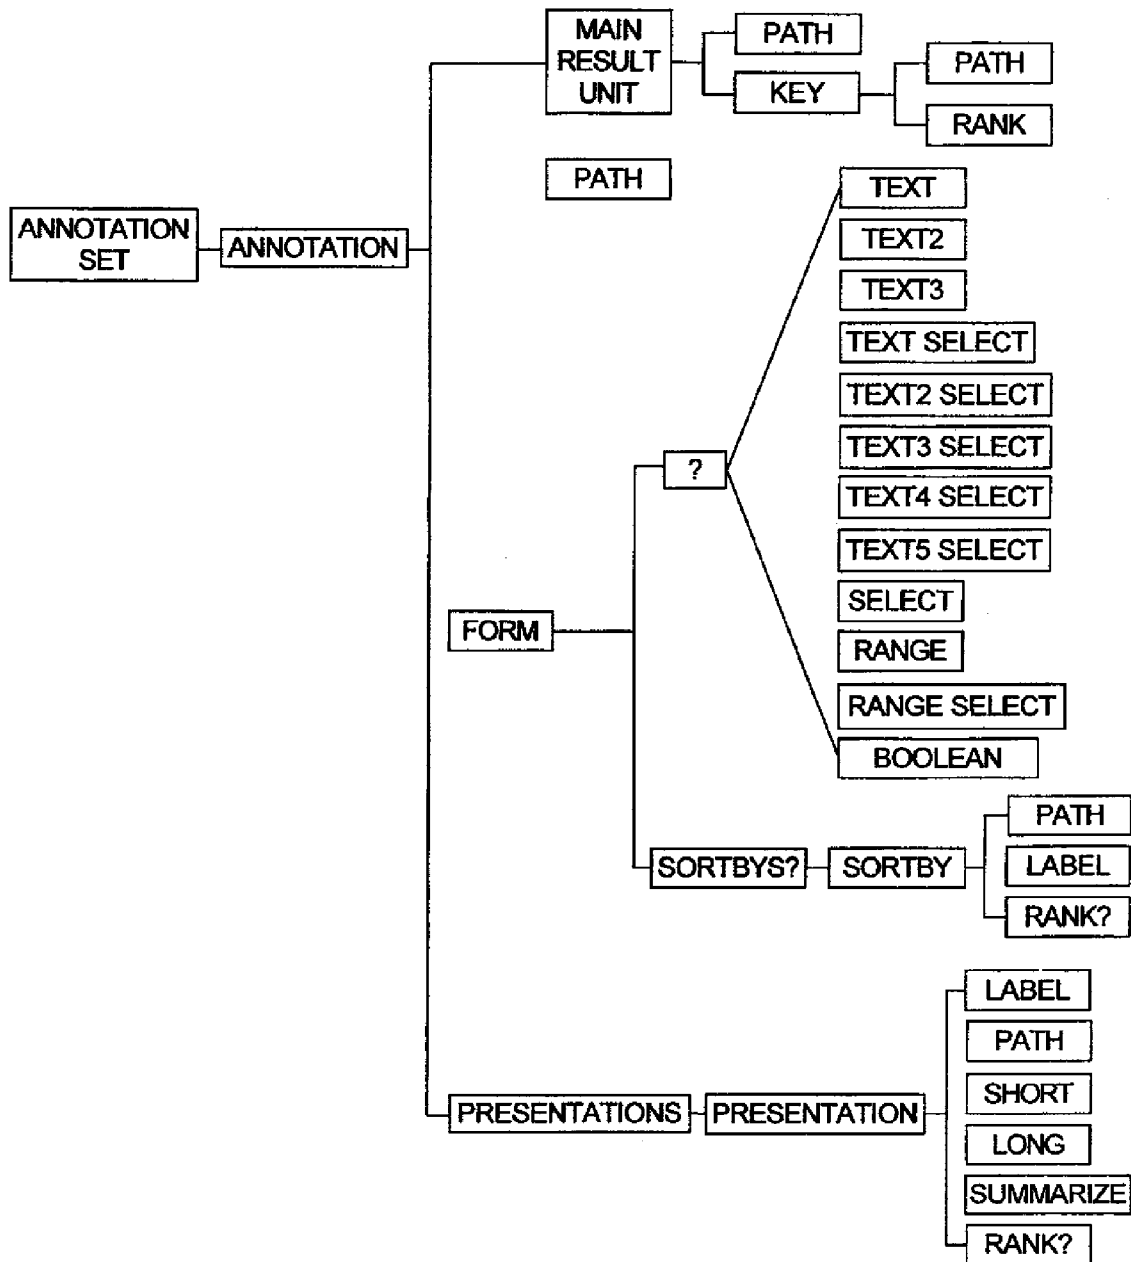 MAIN
RESULT
UNIT
PATH
KEY
PATH
RANK
PATH
ANNOTATION
SET
ANNOTATION
TEXT
TEXT2
TEXT3
TEXT SELECT
TEXT2 SELECT
TEXT3 SELECT
TEXT4 SELECT
TEXT5 SELECT
SELECT
RANGE
RANGE SELECT
BOOLEAN
?
FORM
SORTBYS?
SORTBY
PATH
LABEL
RANK?
PRESENTATIONS
PRESENTATION
LABEL
PATH
SHORT
LONG
SUMMARIZE
RANK?